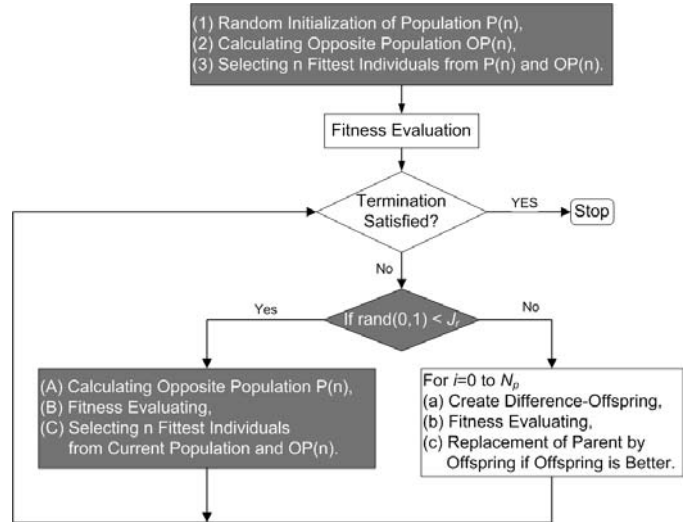 (1) Random Initialization of Population P(n),
(2) Calculating Opposite Population OP(n),
(3) Selecting n Fittest Individuals from P(n) and OP(n).
Fitness Evaluation
Termination
Satisfied?
YES
Stop
No
If rand(0,1) < Jr
Yes
No
(A) Calculating Opposite Population P(n),
(B) Fitness Evaluating,
(C) Selecting n Fittest Individuals
from Current Population and OP(n).
For i=0 to Np
(a) Create Difference-Offspring,
(b) Fitness Evaluating,
(c) Replacement of Parent by
Offspring if Offspring is Better.